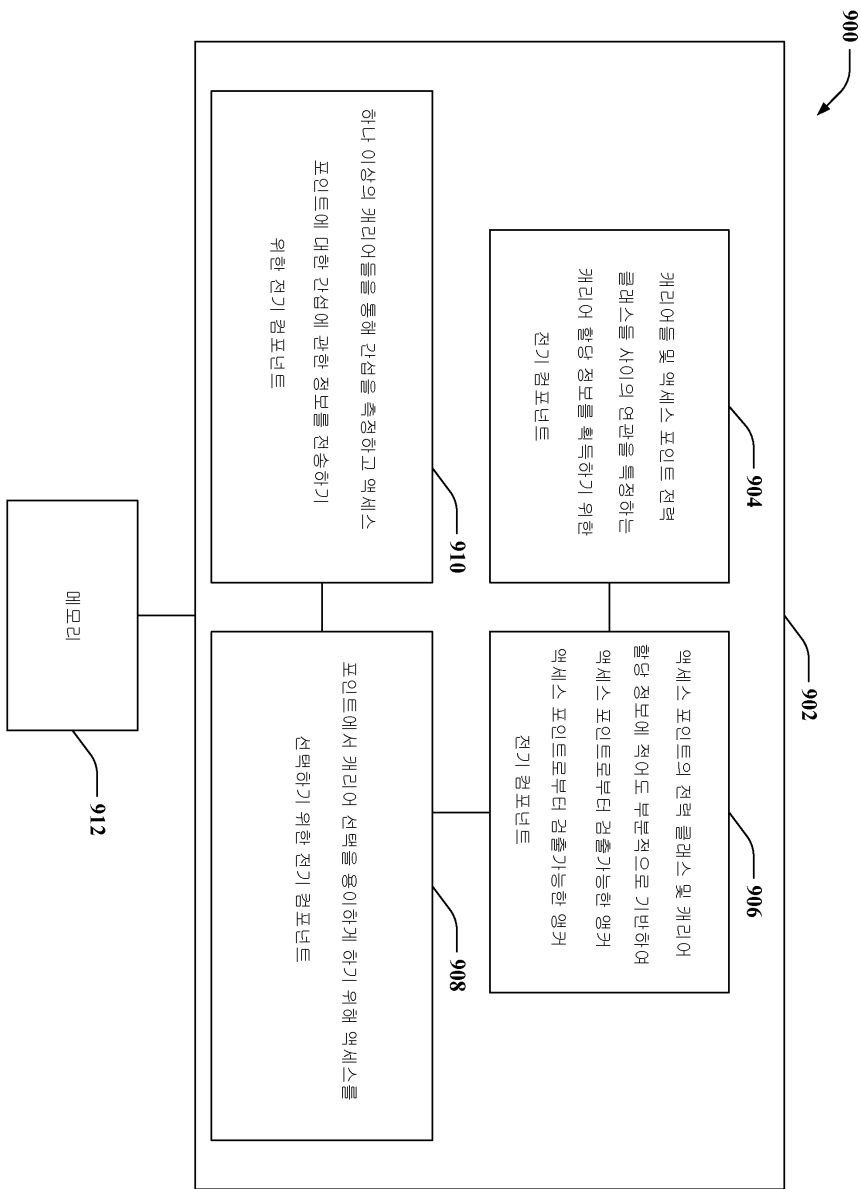 900
902
904
캐리어들 및 액세스 포인트 전력
클래스들 사이의 연관을 특정하는
캐리어 할당 정보를 획득하기 위한
전기 컴포넌트
906
액세스 포인트의 전력 클래스 및 캐리어
할당 정보에 적어도 부분적으로 기반하여
액세스 포인트로부터 검출가능한 앵커
액세스 포인트로부터 검출가능한 앵커
전기 컴포넌트
910
하나 이상의 캐리어들을 통해 간섭을 측정하고 액세스
포인트에 대한 간섭에 관한 정보를 전송하기
위한 전기 컴포넌트
908
포인트에서 캐리어 선택을 용이하게 하기 위해 액세스를
선택하기 위한 전기 컴포넌트
메모리
912